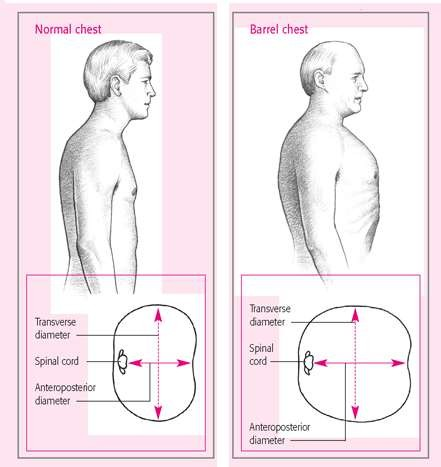 Normal chest
Transverse
diameter
Spinal cord
Anteroposterior
diameter
Barrel chest
Transverse
diameter
Spinal
cord
Anteroposterior
diameter